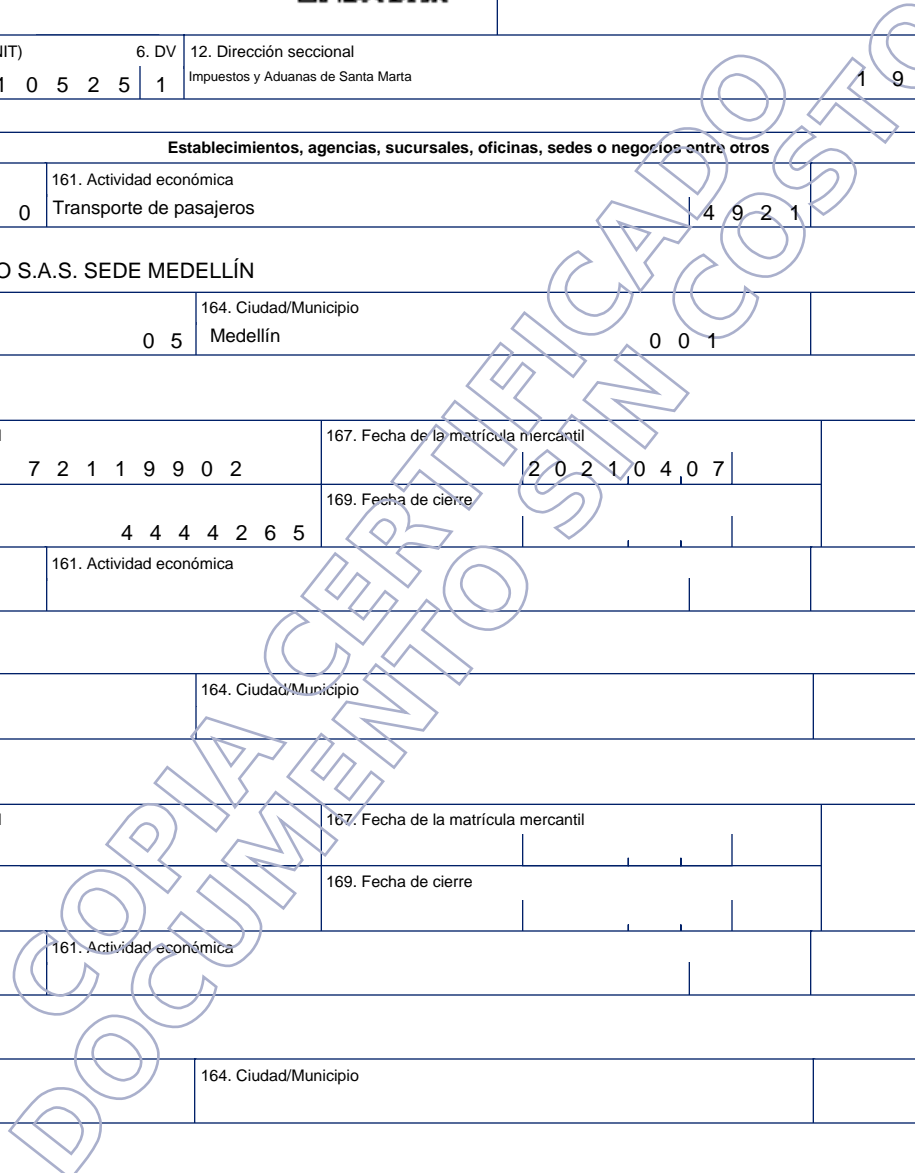 6. DV 12. Dirección seccional
1 0 5 2 5 1 Impuestos y Aduanas de Santa Marta 1 9
Establecimientos, agencias, sucursales, oficinas, sedes o negocios entre otros
161. Actividad económica
0 Transporte de pasajeros 4 9 2 1
S.A.S. SEDE MEDELLÍN
164. Ciudad/Municipio
0 5 Medellín 0 0 1
167. Fecha de la matrícula mercantil
7 2 1 1 9 9 0 2 2 0 2 1 0 4 0 7
169. Fecha de cierre
4 4 4 4 2 6 5
161. Actividad económica
164. Ciudad/Municipio
167. Fecha de la matrícula mercantil
169. Fecha de cierre
161. Actividad económica
164. Ciudad/Municipio
COPIA CERTIFICADO
DOCUMENTO SIN COSTO